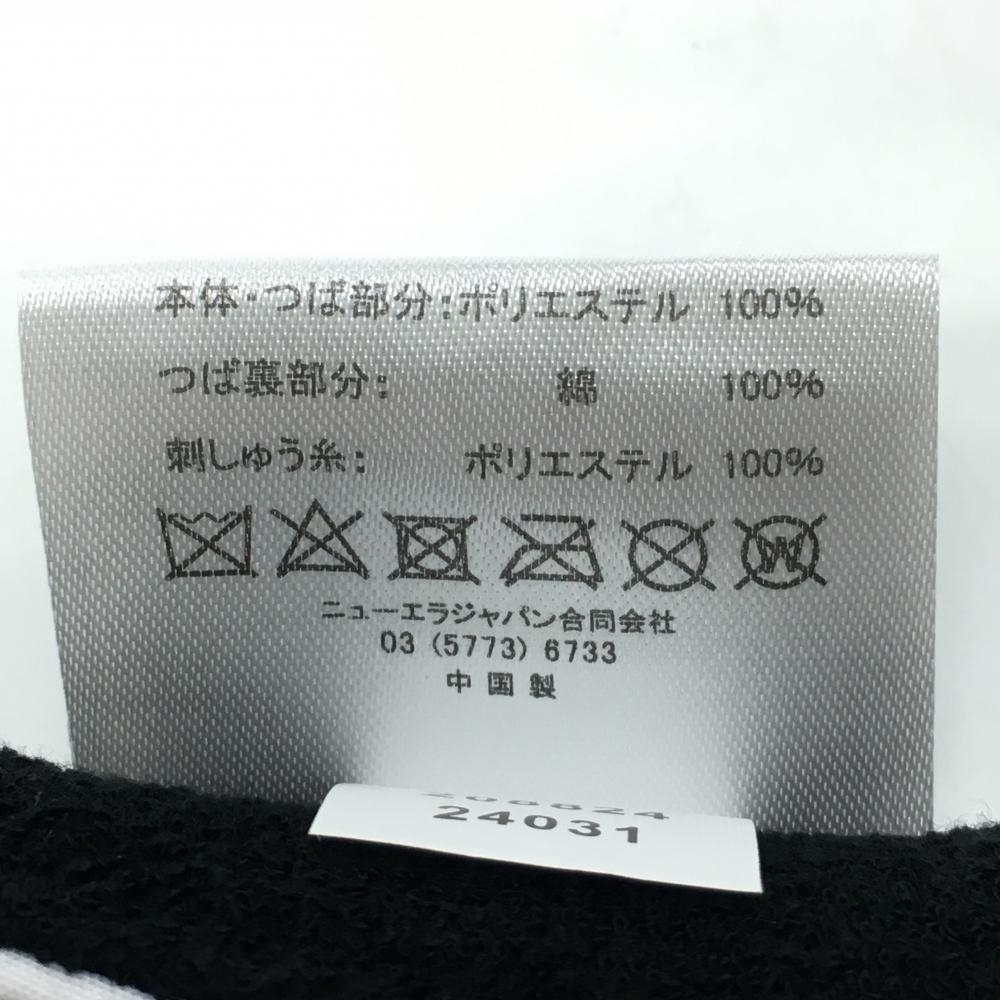 本体・つば部分:ポリエステル 100%
つば裏部分: 綿 100%
刺しゅう糸: ポリエステル 100%
W
ニューエラジャパン合同会社
03 (5773) 6733
中国製
24031